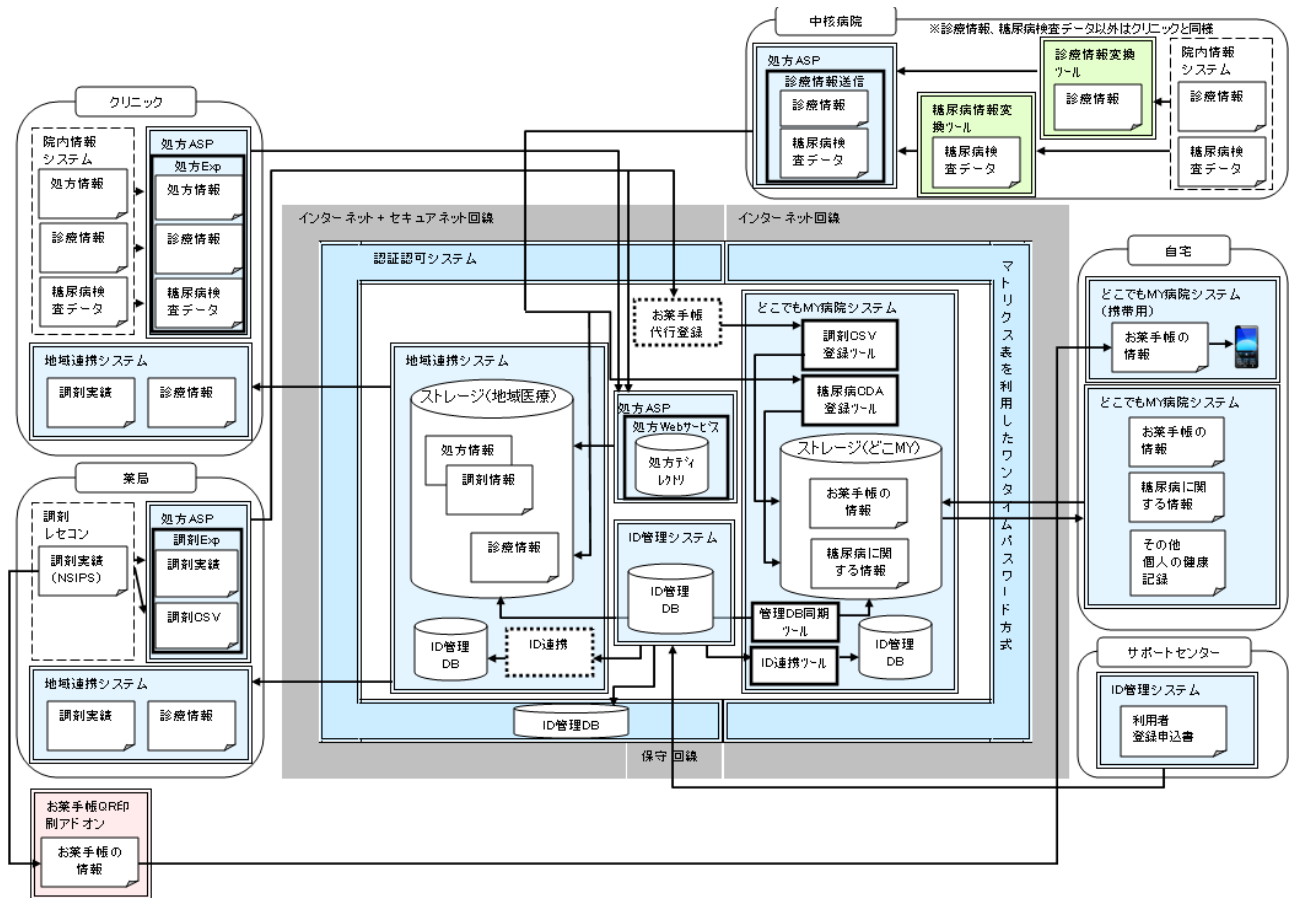 中核病院
※診療情報、糖尿病検査データ以外はクリニックと同様
処方ASP
診療情報送信
診療情報
糖尿病検
査データ
糖尿病情報変
換ツール
糖尿病検
査データ
診療情報変換
ツール
診療情報
院内情報
システム
診療情報
糖尿病検
査データ
クリニック
院内情報
システム
処方情報
診療情報
糖尿病検
査データ
処方ASP
処方Exp
処方情報
診療情報
糖尿病検
査データ
地域連携システム
調剤実績
診療情報
薬局
調剤
レセコン
調剤実績
(NSIPS)
処方ASP
調剤Exp
調剤実績
調剤CSV
地域連携システム
調剤実績
診療情報
お薬手帳QR印
刷アドオン
お薬手帳の
情報
インターネット+セキュアネット回線
インターネット回線
認証認可システム
マトリクス表を利用したワンタイムパスワード方式
お薬手帳
代行登録
地域連携システム
ストレージ(地域医療)
処方情報
調剤情報
診療情報
ID管理
DB
ID連携
処方ASP
処方Webサービス
処方ディ
レクトリ
ID管理システム
ID管理
DB
どこでもMY病院システム
調剤CSV
登録ツール
糖尿病CDA
登録ツール
ストレージ(どこMY)
お薬手帳の
情報
糖尿病に関
する情報
管理DB同期
ツール
ID連携ツール
ID管理
DB
ID管理DB
保守回線
自宅
どこでもMY病院システム
(携帯用)
お薬手帳の
情報
どこでもMY病院システム
お薬手帳の
情報
糖尿病に関
する情報
その他
個人の健康
記録
サポートセンター
ID管理システム
利用者
登録申込書